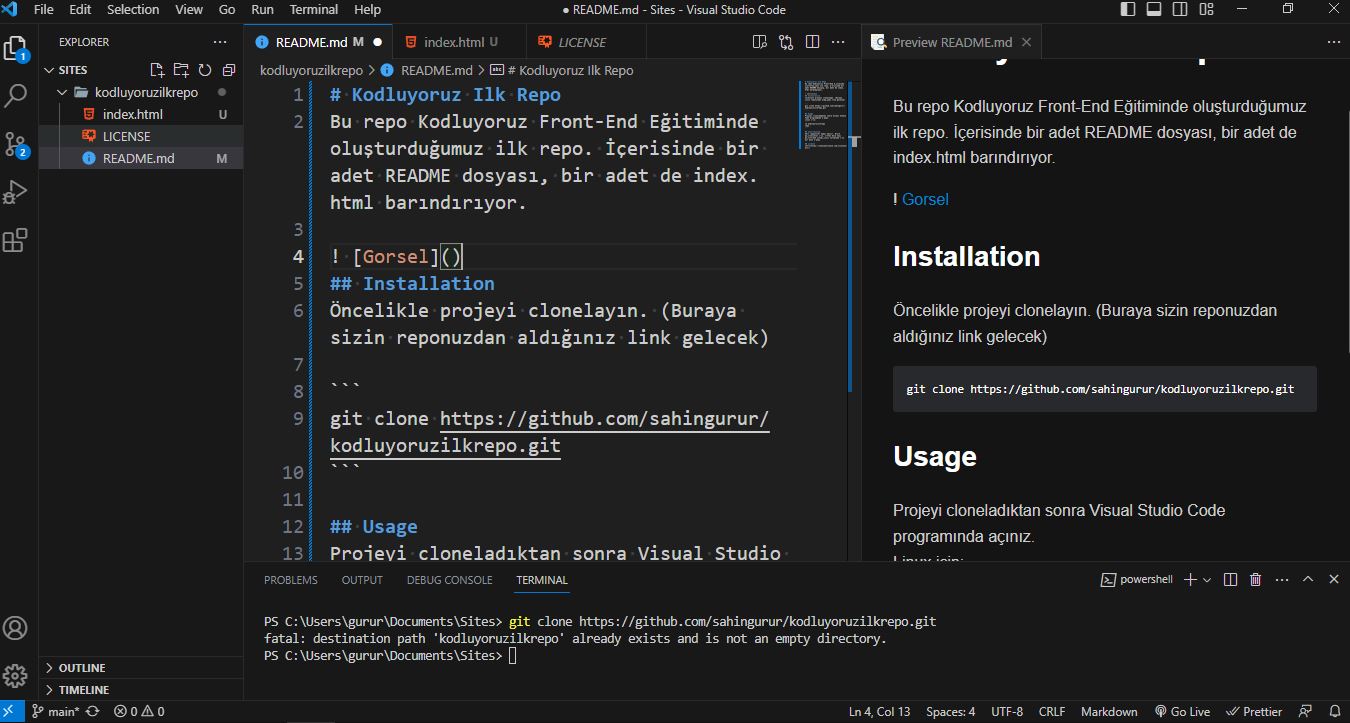 File Edit Selection View Go Run Terminal Help
● README.md - Sites - Visual Studio Code
EXPLORER
SITES
kodluyoruzilkrepo
index.html U
LICENSE
README.md M
OUTLINE
TIMELINE
1
2
README.md M
index.html U
LICENSE
kodluyoruzilkrepo > README.md > # Kodluyoruz Ilk Repo
1 # Kodluyoruz Ilk Repo
2 Bu repo Kodluyoruz Front-End Eğitiminde
oluşturduğumuz ilk repo. İçerisinde bir
adet README dosyası, bir adet de index.
html barındırıyor.
3
4 ! [Gorsel]()
5 ## Installation
6 Öncelikle projeyi clonelayın. (Buraya
sizin reponuzdan aldığınız link gelecek)
7
8 ```
9 git clone https://github.com/sahingurur/
kodluyoruzilkrepo.git
10 ```
11
12 ## Usage
13 Projeyi cloneladıktan sonra Visual Studio
Preview README.md
Bu repo Kodluyoruz Front-End Eğitiminde oluşturduğumuz
ilk repo. İçerisinde bir adet README dosyası, bir adet de
index.html barındırıyor.
! Gorsel
Installation
Öncelikle projeyi clonelayın. (Buraya sizin reponuzdan
aldığınız link gelecek)
git clone https://github.com/sahingurur/kodluyoruzilkrepo.git
Usage
Projeyi cloneladıktan sonra Visual Studio Code
programında açınız.
Linux için:
PROBLEMS OUTPUT DEBUG CONSOLE TERMINAL
powershell
PS C:\Users\gurur\Documents\Sites> git clone https://github.com/sahingurur/kodluyoruzilkrepo.git
fatal: destination path 'kodluyoruzilkrepo' already exists and is not an empty directory.
PS C:\Users\gurur\Documents\Sites>
main* 0 0
Ln 4, Col 13 Spaces: 4 UTF-8 CRLF Markdown Go Live Prettier